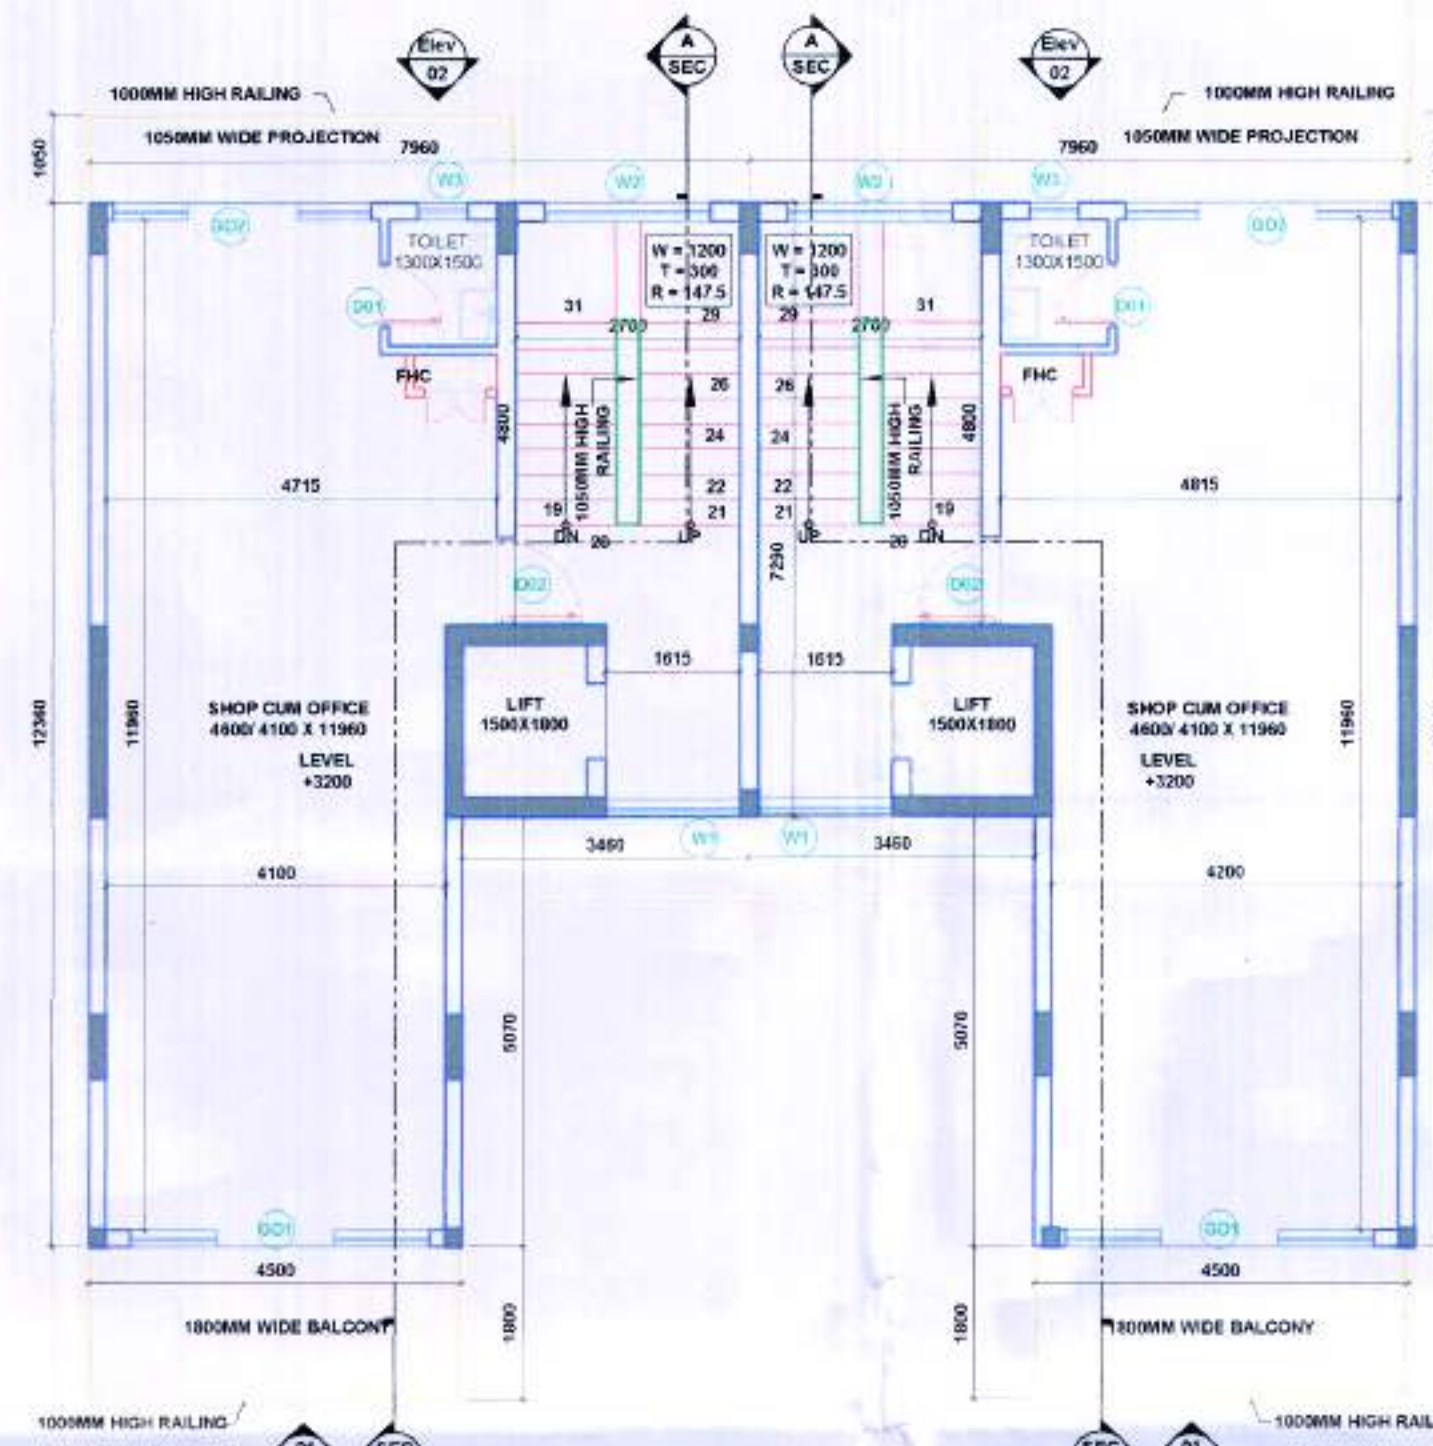 Elev
02
A
SEC
A
SEC
Elev
02
1000MM HIGH RAILING
1000MM HIGH RAILING
1050MM WIDE PROJECTION
1050MM WIDE PROJECTION
1050
7960
7960
W3
W2
W2
W3
GD2
TOILET
1300X1500
W = 1200
T = 300
R = 147.5
W = 1200
T = 300
R = 147.5
TOILET
1300X1500
D01
31
29
2700
29
31
2700
D01
FHC
26
26
FHC
4800
1050MM HIGH
RAILING
24
24
1050MM HIGH
RAILING
4800
4715
22
22
4815
19
21
21
19
DN
20
UP
UP
20
DN
7290
D02
D02
1615
1615
12360
11960
SHOP CUM OFFICE
4600/ 4100 X 11960
LEVEL
+3200
LIFT
1500X1800
LIFT
1500X1800
SHOP CUM OFFICE
4600/ 4100 X 11960
LEVEL
+3200
11960
3460
W1
W1
3460
4100
4200
5070
5070
GD1
GD1
4500
4500
1800MM WIDE BALCONY
1800
1800
1800MM WIDE BALCONY
1000MM HIGH RAILING
1000MM HIGH RAIL
SEC
SEC